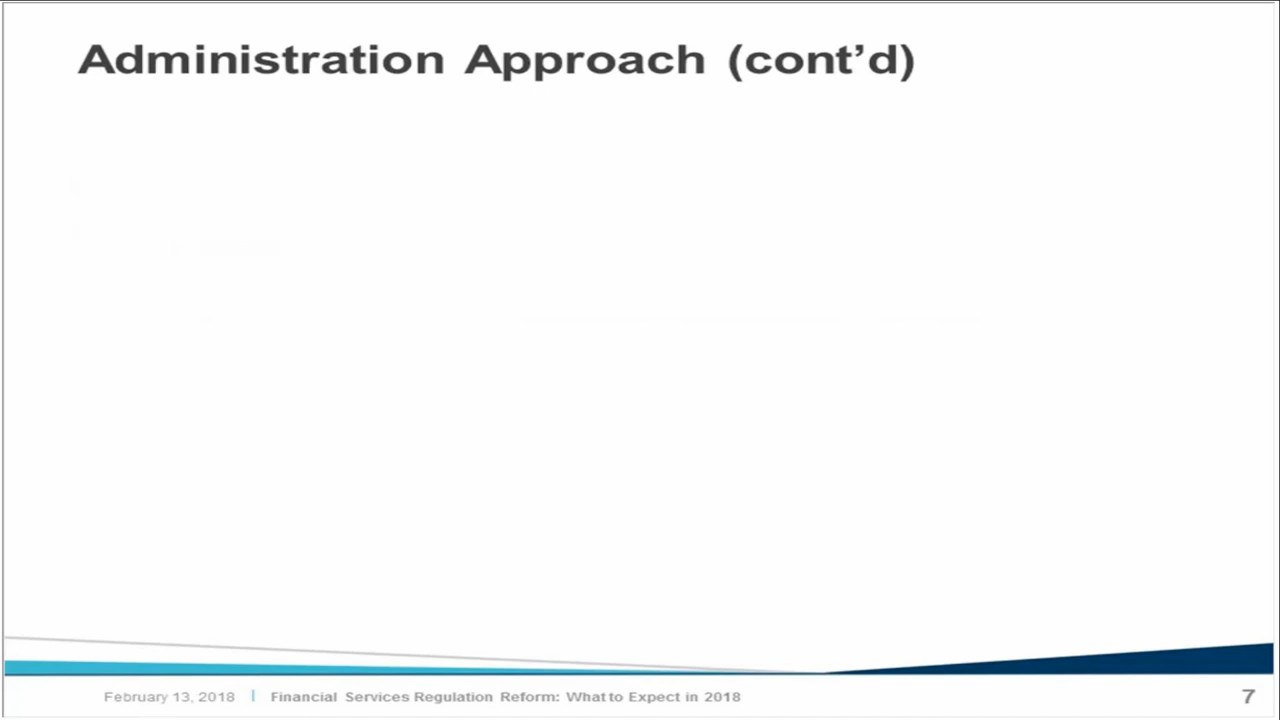 Administration Approach (cont’d)
February 13, 2018 | Financial Services Regulation Reform: What to Expect in 2018
7